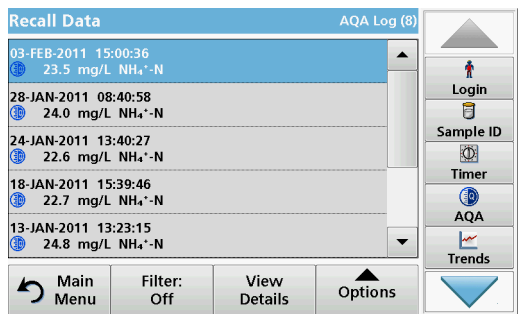 Recall Data AQA Log (8)
03-FEB-2011 15:00:36
23.5 mg/L NH₄⁺-N
28-JAN-2011 08:40:58
24.0 mg/L NH₄⁺-N
24-JAN-2011 13:40:27
22.6 mg/L NH₄⁺-N
18-JAN-2011 15:39:46
22.7 mg/L NH₄⁺-N
13-JAN-2011 13:23:15
24.8 mg/L NH₄⁺-N
Main Menu
Filter: Off
View Details
Options
Login
Sample ID
Timer
AQA
Trends